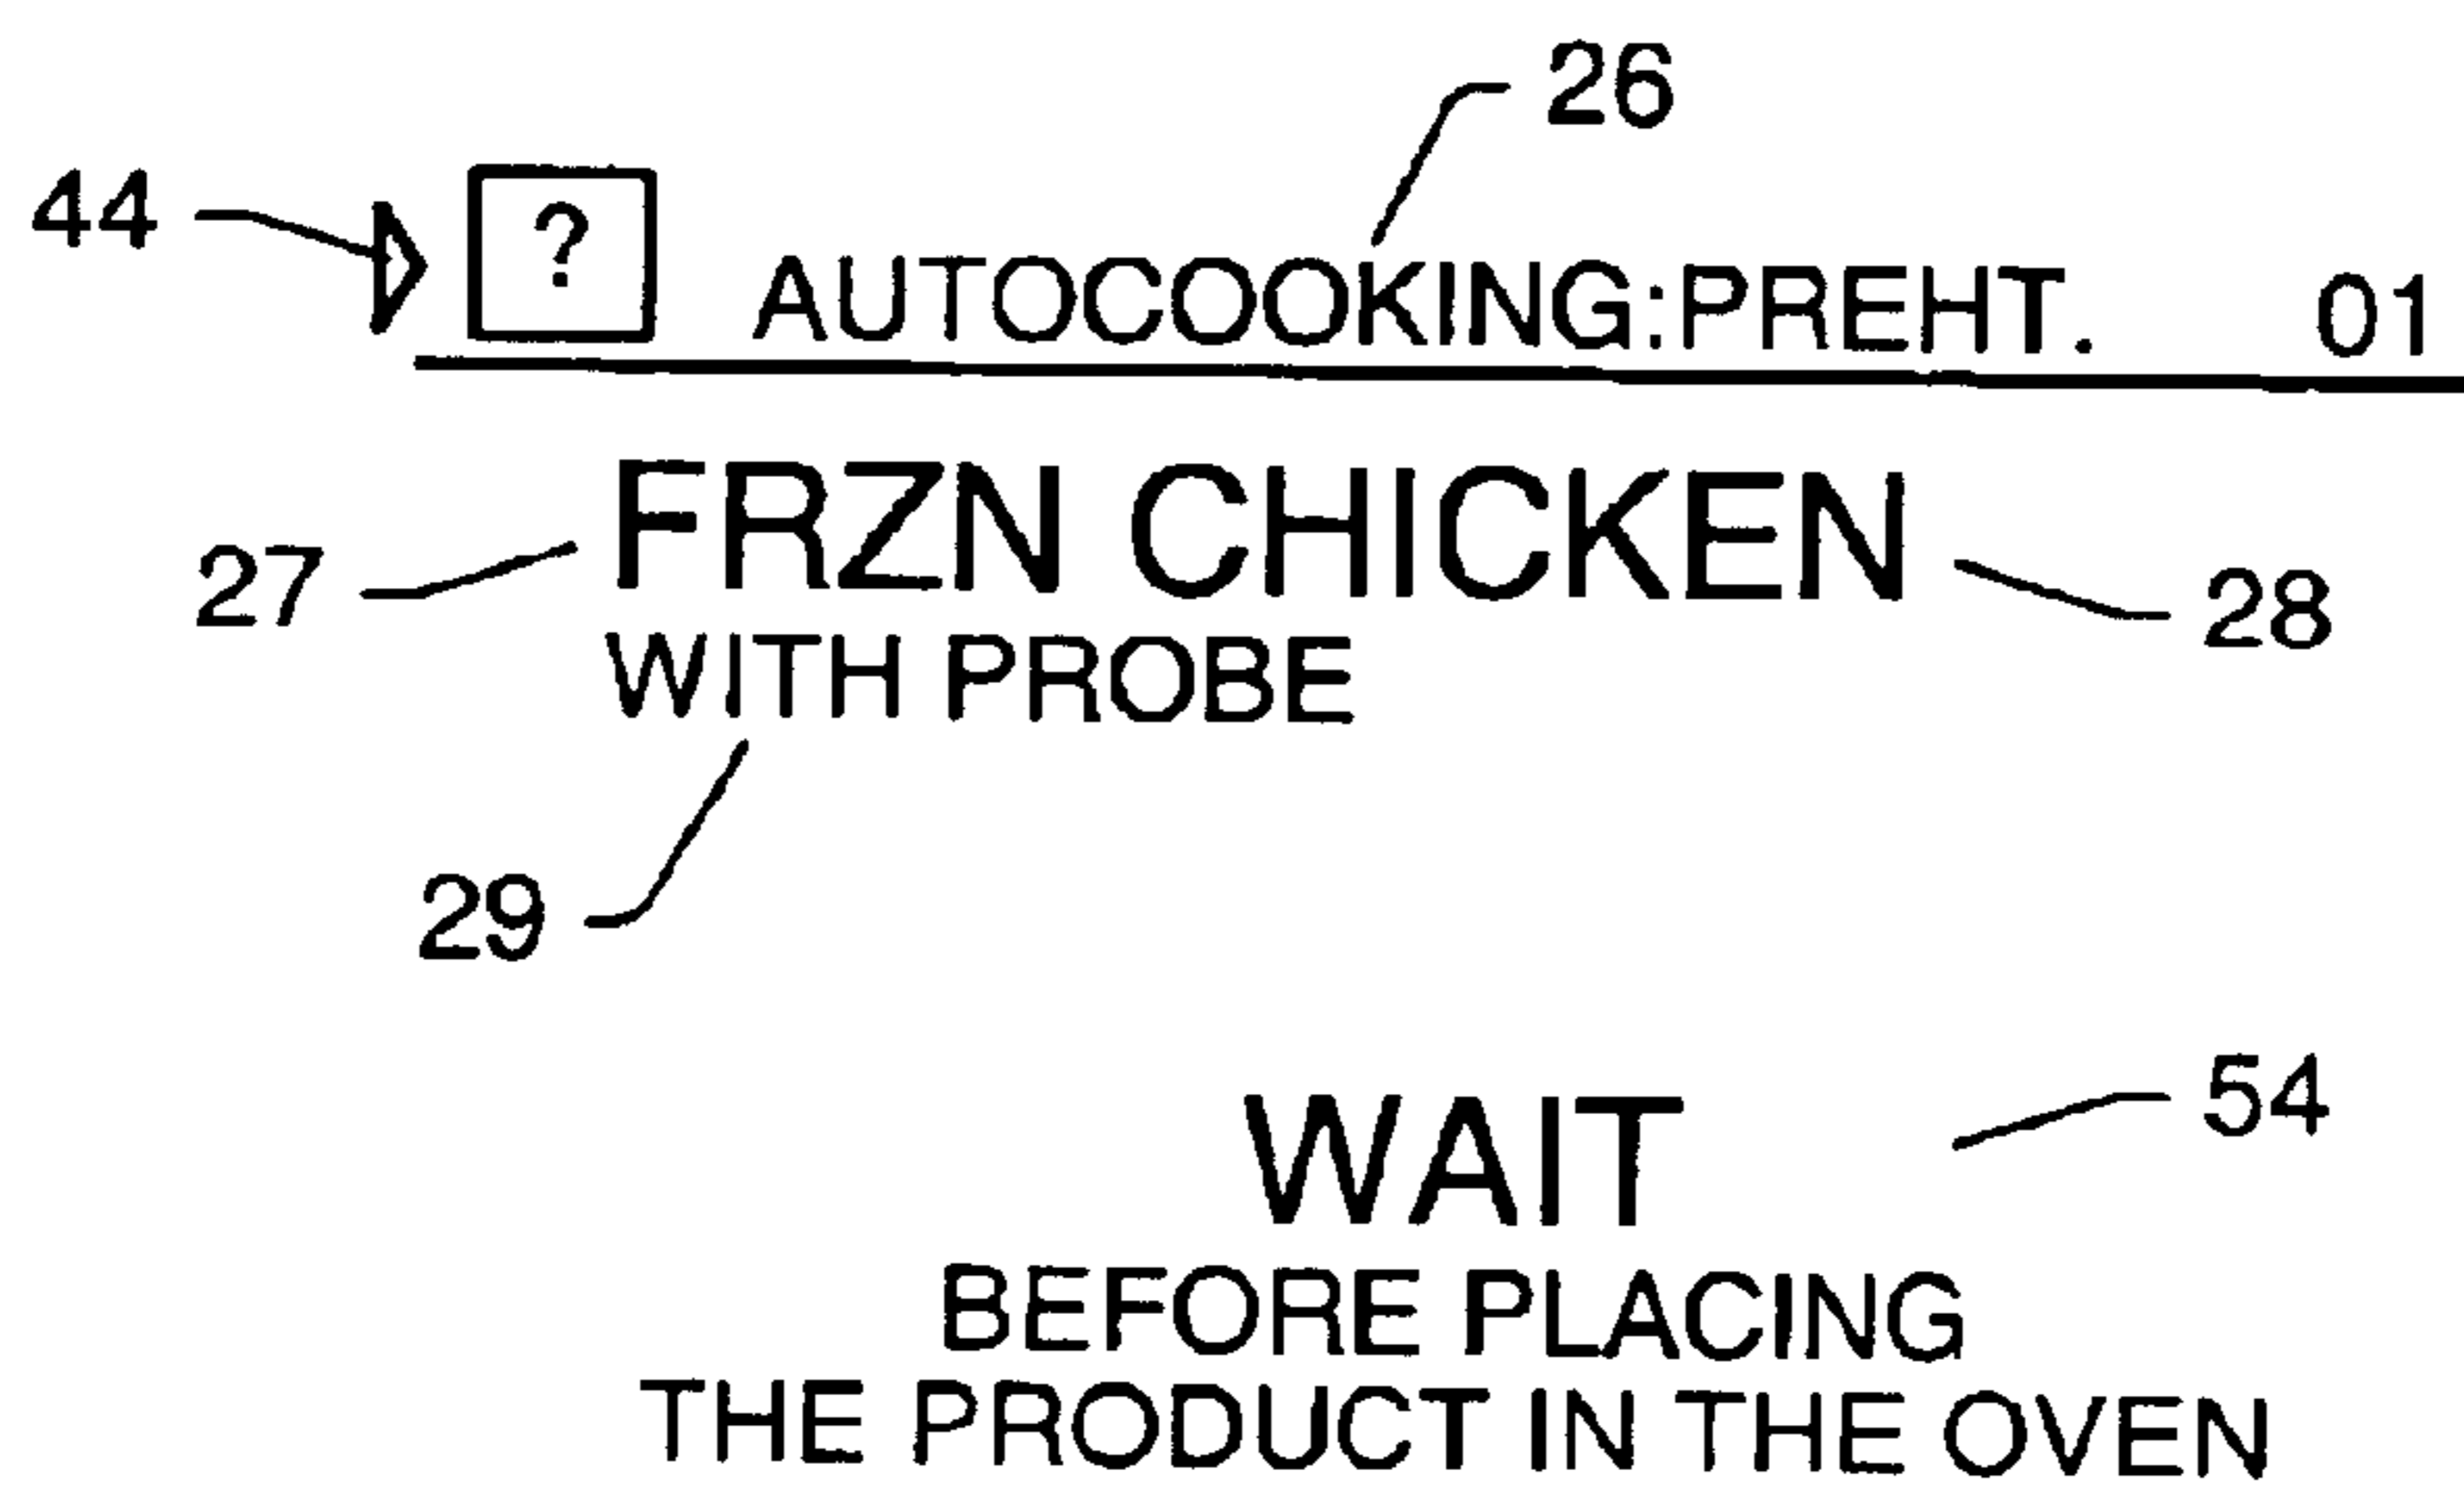 26
44 ? AUTOCOOKING:PREHT. 01
FRZN CHICKEN
27 28
WITH PROBE
29
54
WAIT
BEFORE PLACING
THE PRODUCT IN THE OVEN